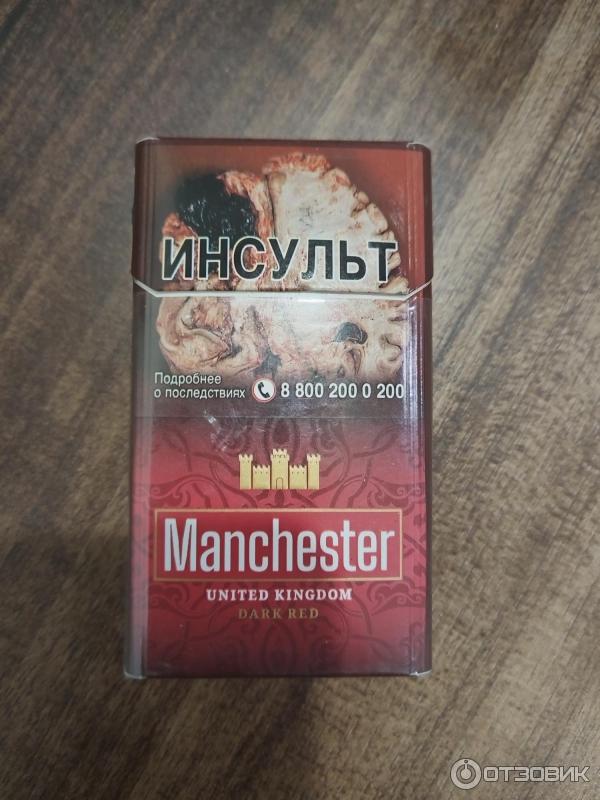 ИНСУЛЬТ
Подробнее
о последствиях 8 800 200 0 200
Manchester
UNITED KINGDOM
DARK RED
ОТЗОВИК